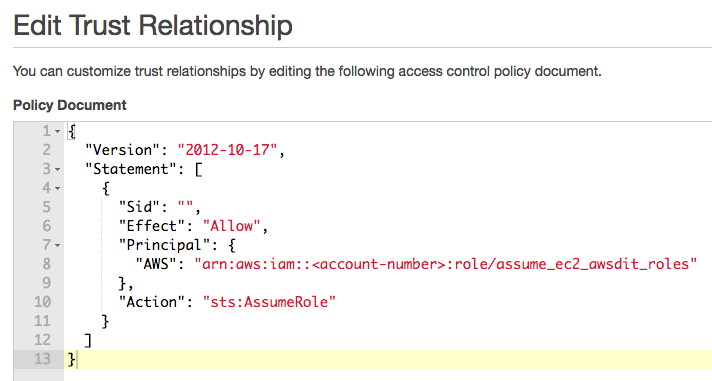 Edit Trust Relationship
You can customize trust relationships by editing the following access control policy document.
Policy Document
1 {
2   "Version": "2012-10-17",
3   "Statement": [
4     {
5       "Sid": "",
6       "Effect": "Allow",
7       "Principal": {
8         "AWS": "arn:aws:iam::<account-number>:role/assume_ec2_awsdit_roles"
9       },
10       "Action": "sts:AssumeRole"
11     }
12   ]
13 }